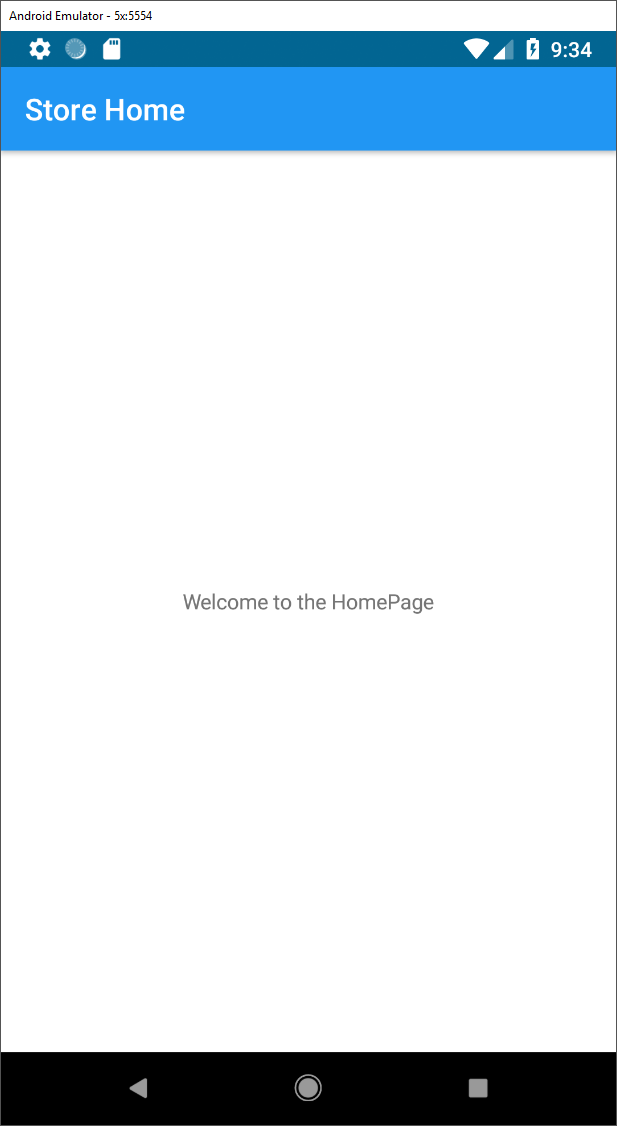 Android Emulator - 5x:5554
9:34
Store Home
Welcome to the HomePage